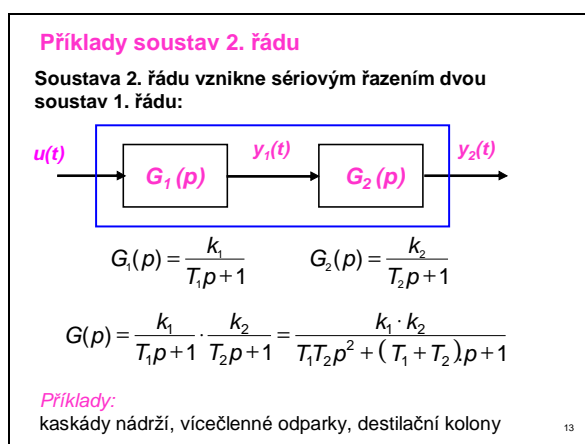 Příklady soustav 2. řádu
Soustava 2. řádu vznikne sériovým řazením dvou
soustav 1. řádu:
u(t) y₁(t) y₂(t)
G₁(p) G₂(p)
G₁(p) = k₁ / (T₁p + 1)  G₂(p) = k₂ / (T₂p + 1)
G(p) = k₁ / (T₁p + 1) · k₂ / (T₂p + 1) = k₁ · k₂ / (T₁T₂p² + (T₁ + T₂).p + 1)
Příklady:
kaskády nádrží, vícečlenné odparky, destilační kolony
13